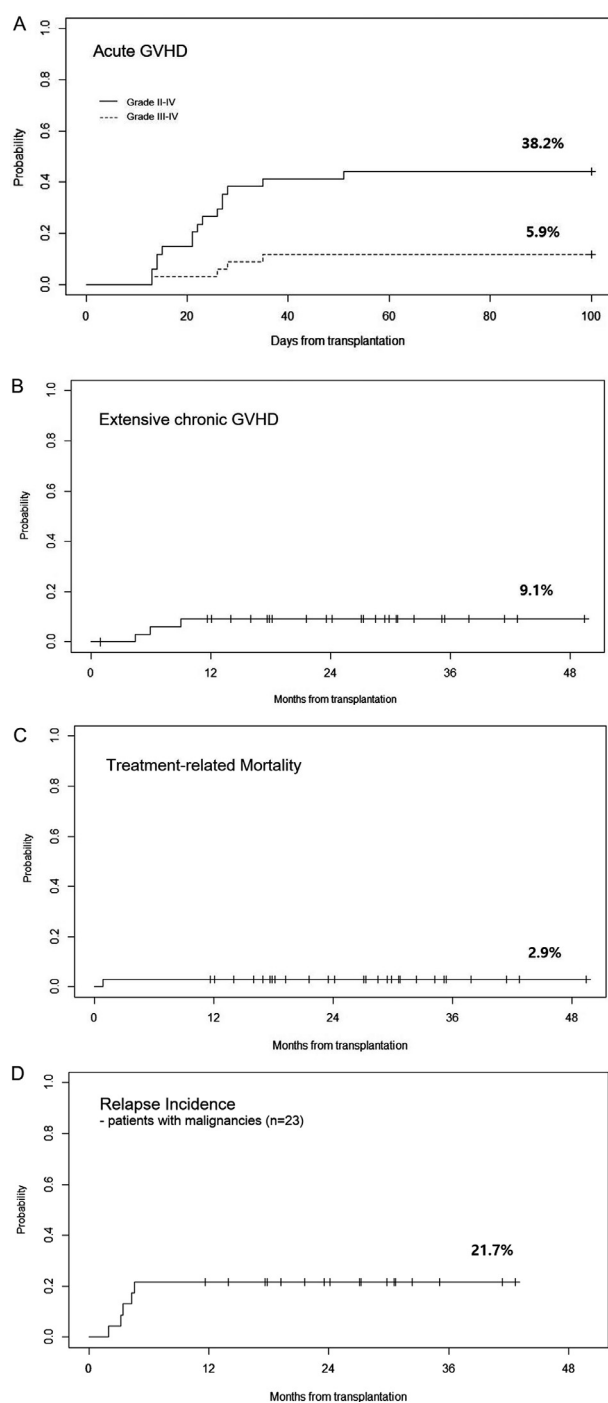 A
Acute GVHD
Grade II-IV
Grade III-IV
38.2%
5.9%
Probability
0.0 0.2 0.4 0.6 0.8 1.0
0 20 40 60 80 100
Days from transplantation
B
Extensive chronic GVHD
9.1%
Probability
0.0 0.2 0.4 0.6 0.8 1.0
0 12 24 36 48
Months from transplantation
C
Treatment-related Mortality
2.9%
Probability
0.0 0.2 0.4 0.6 0.8 1.0
0 12 24 36 48
Months from transplantation
D
Relapse Incidence
- patients with malignancies (n=23)
21.7%
Probability
0.0 0.2 0.4 0.6 0.8 1.0
0 12 24 36 48
Months from transplantation